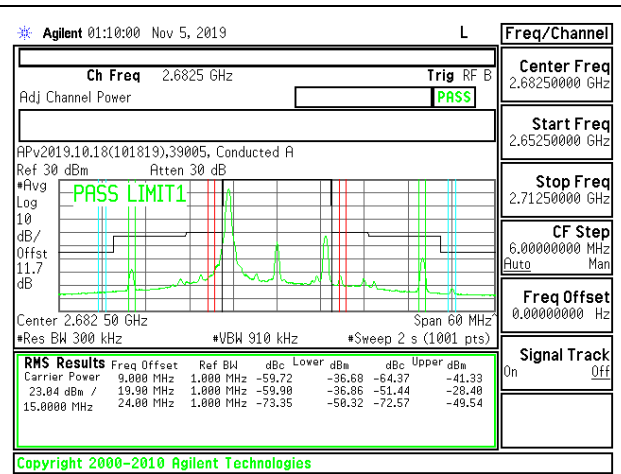 Agilent 01:10:00 Nov 5, 2019 L
Freq/Channel
Ch Freq 2.6825 GHz Trig RF B
Adj Channel Power PASS
Center Freq
2.68250000 GHz
Start Freq
2.65250000 GHz
Stop Freq
2.71250000 GHz
CF Step
6.00000000 MHz
Auto Man
Freq Offset
0.00000000 Hz
Signal Track
On Off
APv2019.10.18(101819),39005, Conducted A
Ref 30 dBm Atten 30 dB
#Avg
Log
10
dB/
Offst
11.7
dB
PASS LIMIT1
Center 2.682 50 GHz Span 60 MHz^
#Res BW 300 kHz #VBW 910 kHz #Sweep 2 s (1001 pts)
RMS Results Freq Offset Ref BW dBc Lower dBm dBc Upper dBm
Carrier Power 9.000 MHz 1.000 MHz -59.72 -36.68 -64.37 -41.33
23.04 dBm / 19.90 MHz 1.000 MHz -59.90 -36.86 -51.44 -28.40
15.0000 MHz 24.00 MHz 1.000 MHz -73.35 -50.32 -72.57 -49.54
Copyright 2000-2010 Agilent Technologies